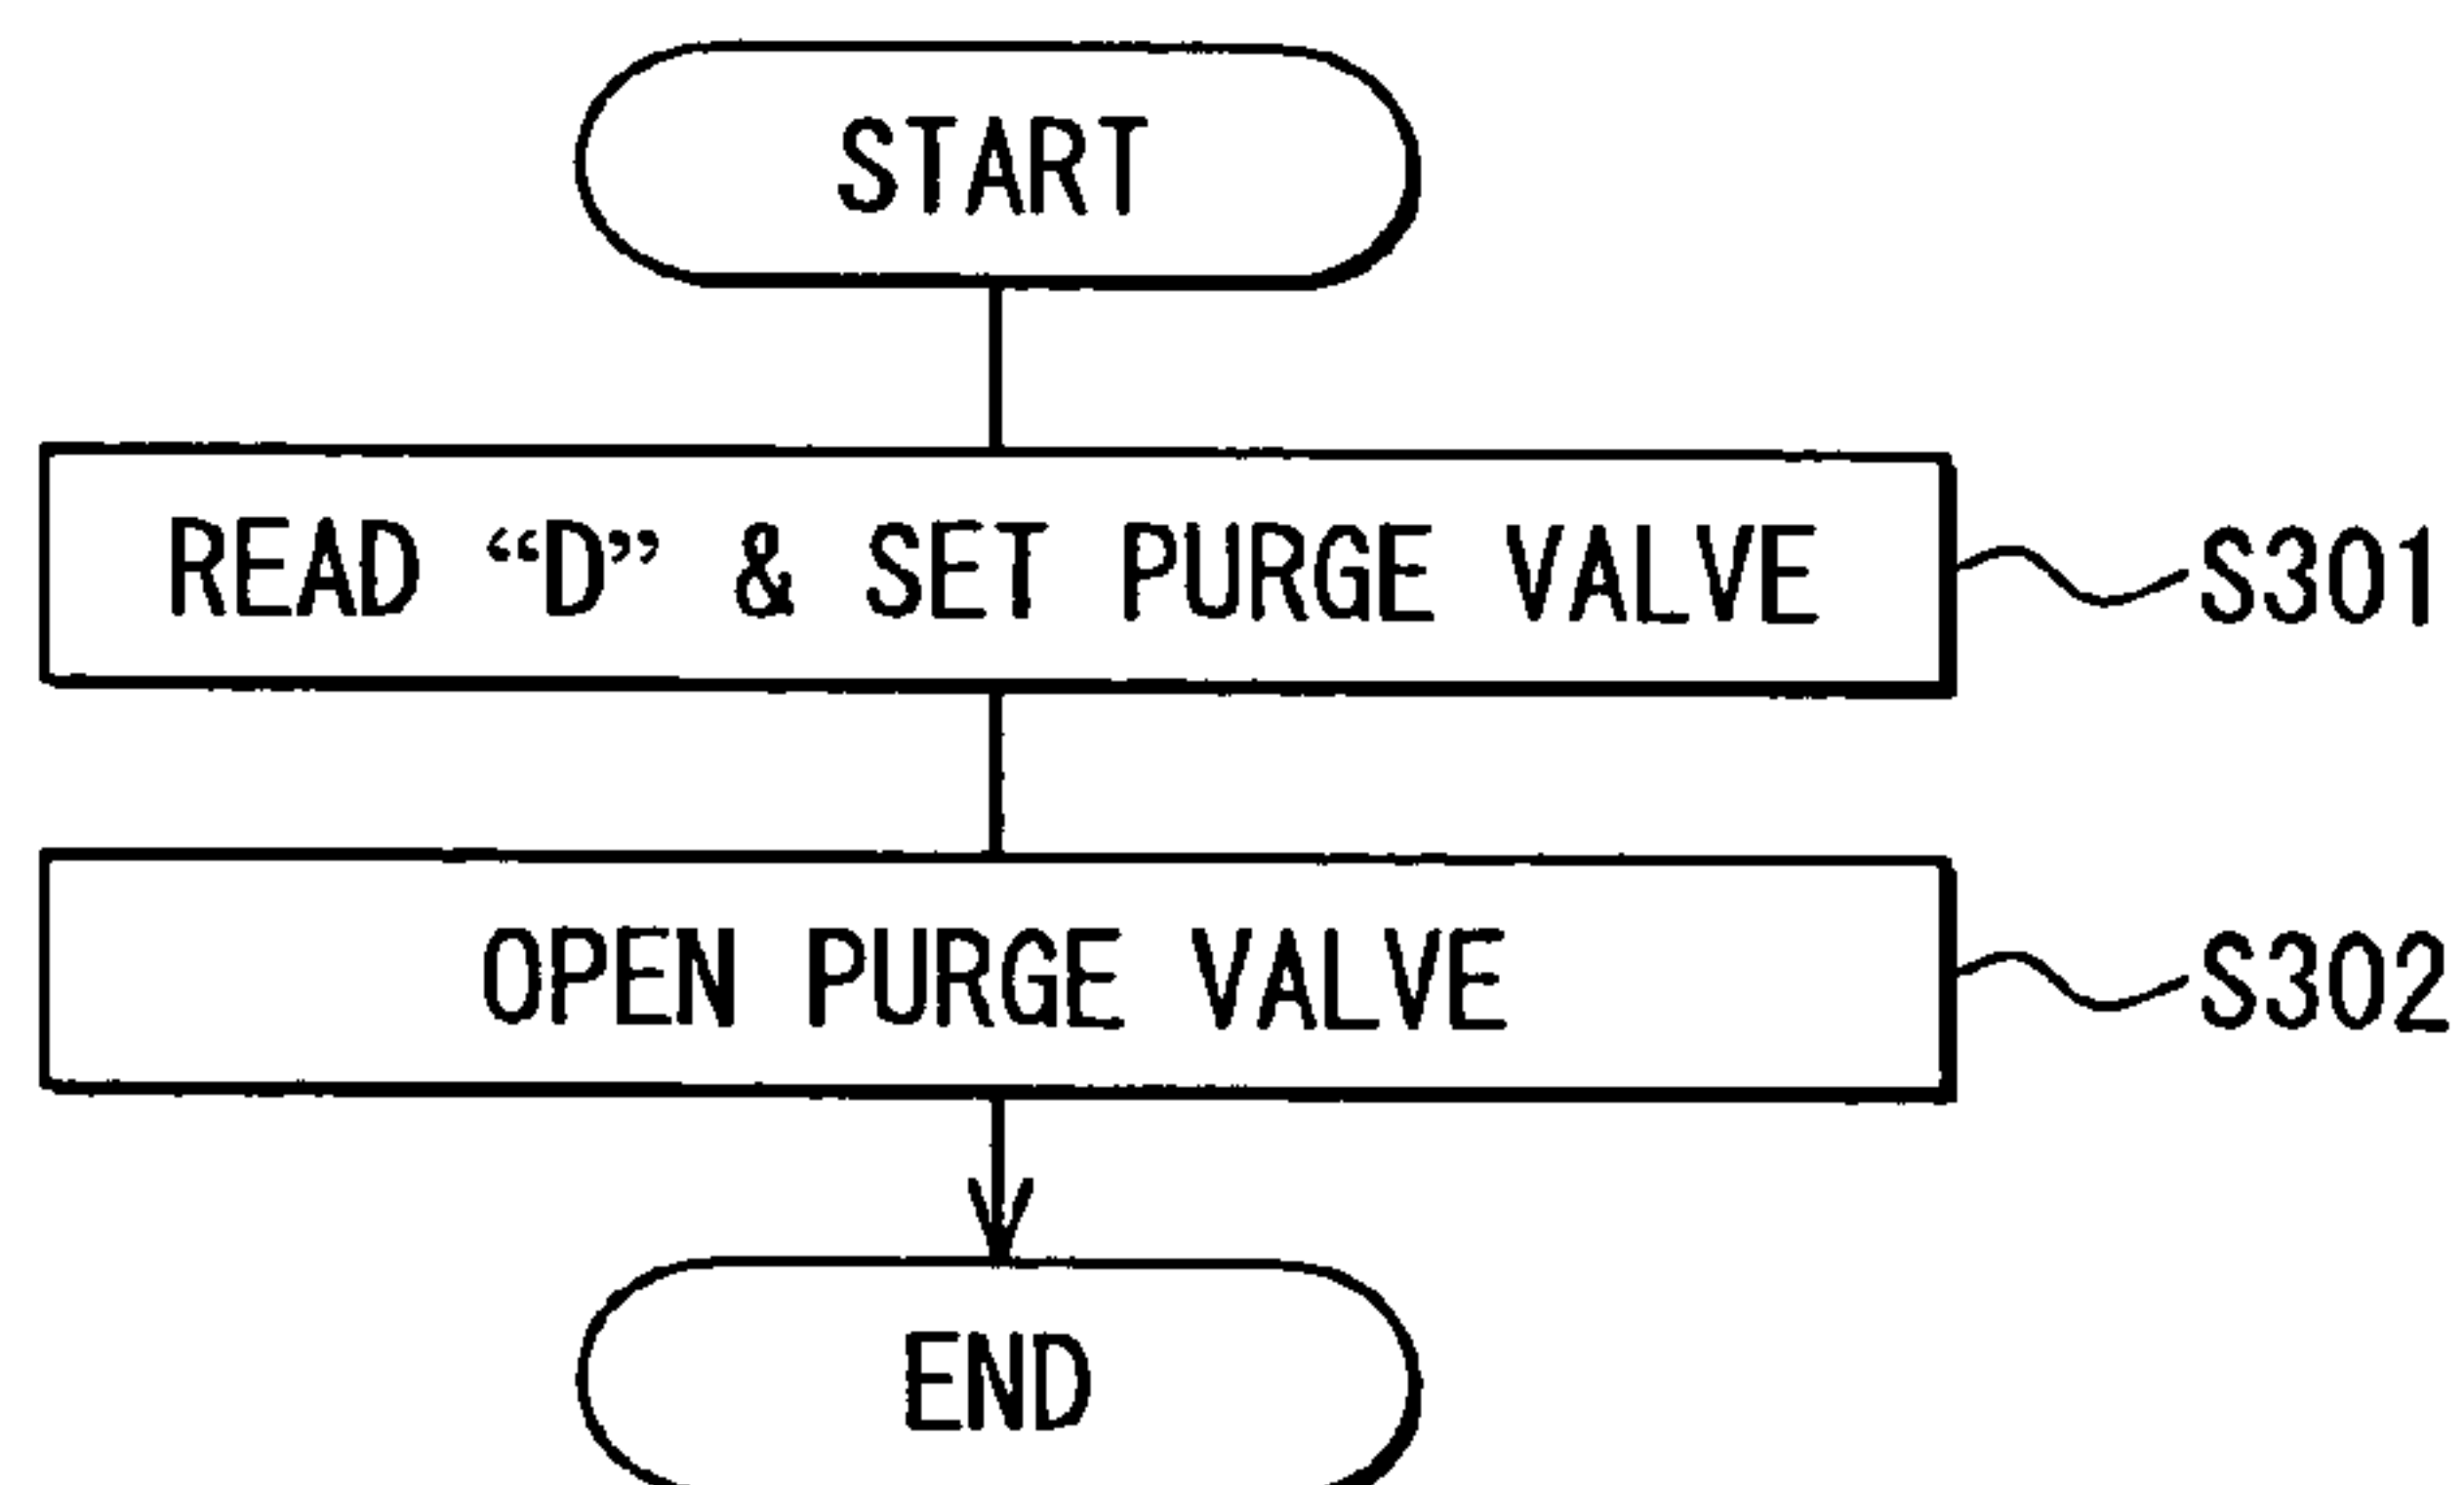 START
READ “D” & SET PURGE VALVE
S301
OPEN PURGE VALVE
S302
END